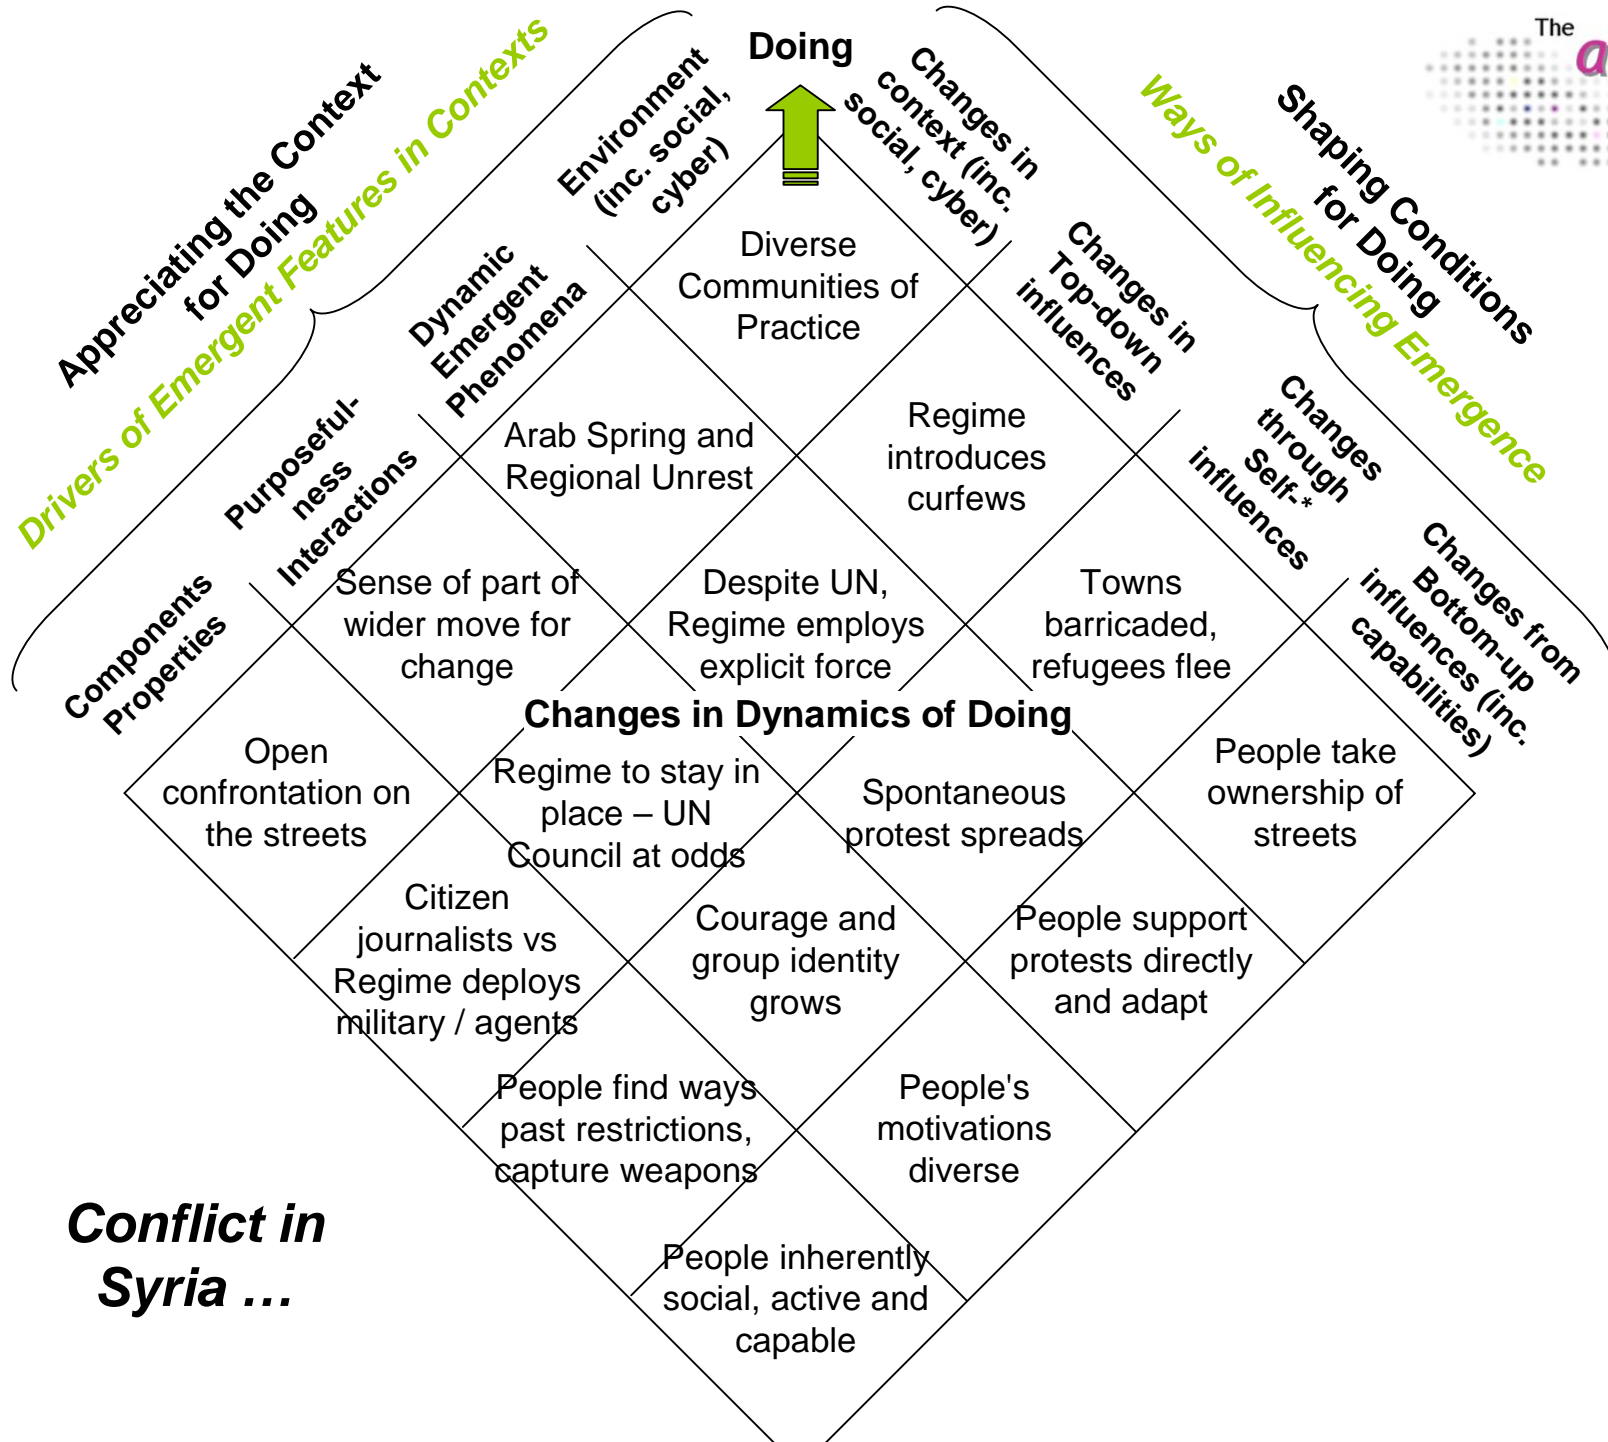 The
a
Doing
Appreciating the Context
for Doing
Drivers of Emergent Features in Contexts
Environment
(inc. social,
cyber)
Dynamic
Emergent
Phenomena
Purposeful-
ness
Interactions
Components
Properties
Changes in
context (inc.
social, cyber)
Changes in
Top-down
influences
Changes
through
Self-*
influences
Changes from
Bottom-up
influences (inc.
capabilities)
Ways of Influencing Emergence
Shaping Conditions
for Doing
Diverse
Communities of
Practice
Arab Spring and
Regional Unrest
Regime
introduces
curfews
Sense of part of
wider move for
change
Despite UN,
Regime employs
explicit force
Towns
barricaded,
refugees flee
Changes in Dynamics of Doing
Open
confrontation on
the streets
Regime to stay in
place – UN
Council at odds
Spontaneous
protest spreads
People take
ownership of
streets
Citizen
journalists vs
Regime deploys
military / agents
Courage and
group identity
grows
People support
protests directly
and adapt
People find ways
past restrictions,
capture weapons
People's
motivations
diverse
People inherently
social, active and
capable
Conflict in
Syria …